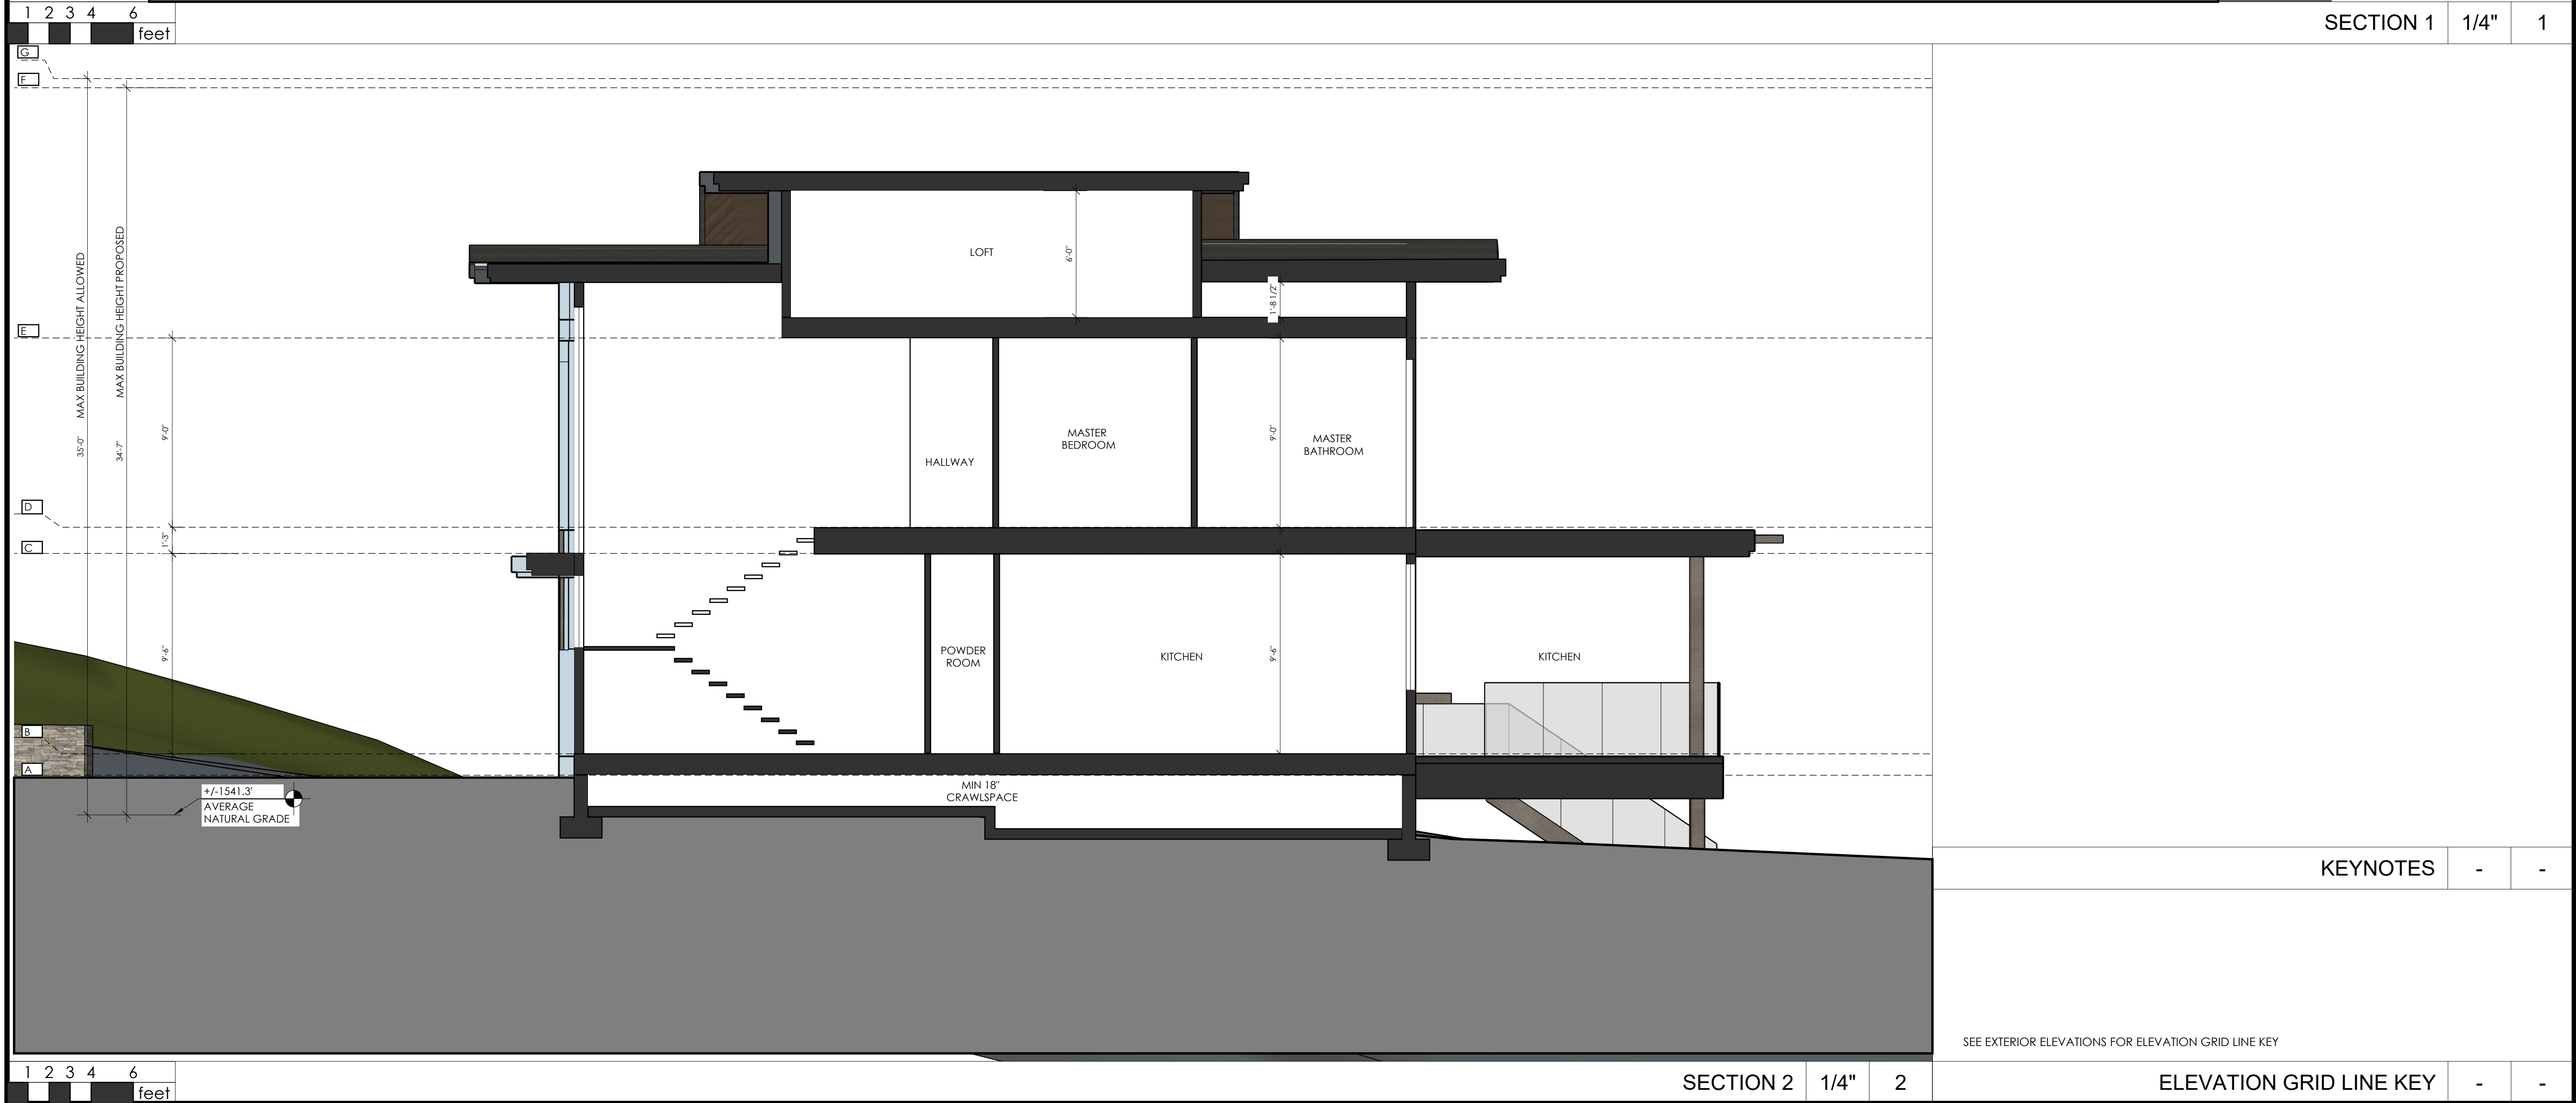 1 2 3 4 6
feet
SECTION 1 1/4" 1
G
F
MAX BUILDING HEIGHT ALLOWED
35'-0"
MAX BUILDING HEIGHT PROPOSED
34'-7"
LOFT
6'-0"
1'-8 1/2"
E
9'-0"
HALLWAY
MASTER
BEDROOM
9'-0"
MASTER
BATHROOM
D
C
1'-3"
9'-6"
POWDER
ROOM
KITCHEN
9'-6"
KITCHEN
B
A
+/-1541.3'
AVERAGE
NATURAL GRADE
MIN 18"
CRAWLSPACE
KEYNOTES - -
SEE EXTERIOR ELEVATIONS FOR ELEVATION GRID LINE KEY
1 2 3 4 6
feet
SECTION 2 1/4" 2
ELEVATION GRID LINE KEY - -